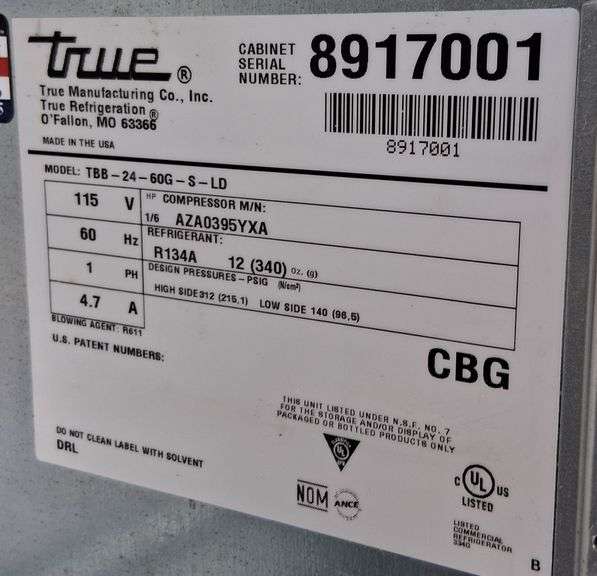 true®
True Manufacturing Co., Inc.
True Refrigeration®
O'Fallon, MO 63366
MADE IN THE USA
CABINET
SERIAL
NUMBER:
8917001
8917001
MODEL: TBB-24-60G-S-LD
115 V
60 Hz
1 PH
4.7 A
HP COMPRESSOR M/N:
1/6 AZA0395YXA
REFRIGERANT:
R134A 12 (340) oz. (g)
DESIGN PRESSURES-PSIG (N/cm²)
HIGH SIDE 312 (215.1) LOW SIDE 140 (96.5)
BLOWING AGENT: R611
U.S. PATENT NUMBERS:
CBG
THIS UNIT LISTED UNDER N.S.F. NO. 7
FOR THE STORAGE AND/OR DISPLAY OF
PACKAGED OR BOTTLED PRODUCTS ONLY
DO NOT CLEAN LABEL WITH SOLVENT
DRL
NOM
ANCE
C UL US
LISTED
LISTED
COMMERCIAL
REFRIGERATOR
3340
B